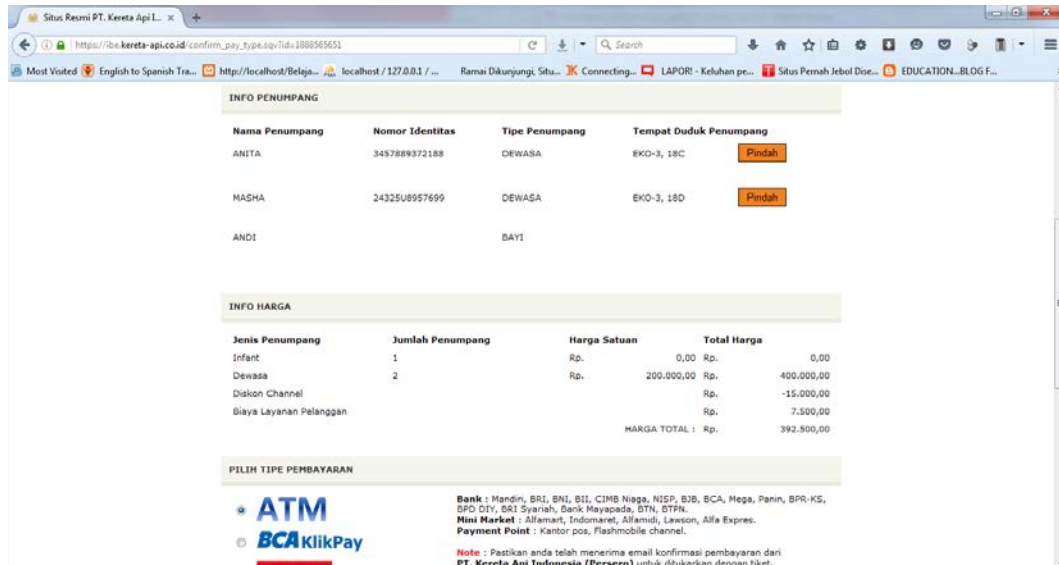 Situs Resmi PT. Kereta Api I...
https://ibe.kereta-api.co.id/confirm_pay_type.sqv?id=1888565651
Search
Most Visited English to Spanish Tra... http://localhost/Belaja... localhost / 127.0.0.1 / ... Ramai Dikunjungi, Situ... Connecting... LAPOR! - Keluhan pe... Situs Pernah Jebol Dise... EDUCATION...BLOG F...
INFO PENUMPANG
Nama Penumpang Nomor Identitas Tipe Penumpang Tempat Duduk Penumpang
ANITA 3457889372188 DEWASA EKO-3, 18C Pindah
MASHA 24325U8957699 DEWASA EKO-3, 18D Pindah
ANDI BAYI
INFO HARGA
Jenis Penumpang Jumlah Penumpang Harga Satuan Total Harga
Infant 1 Rp. 0,00 Rp. 0,00
Dewasa 2 Rp. 200.000,00 Rp. 400.000,00
Diskon Channel Rp. -15.000,00
Biaya Layanan Pelanggan Rp. 7.500,00
HARGA TOTAL : Rp. 392.500,00
PILIH TIPE PEMBAYARAN
ATM
BCA KlikPay
Bank : Mandiri, BRI, BNI, BII, CIMB Niaga, NISP, BJB, BCA, Mega, Panin, BPR-KS,
BPD DIY, BRI Syariah, Bank Mayapada, BTN, BTPN.
Mini Market : Alfamart, Indomaret, Alfamidi, Lawson, Alfa Expres.
Payment Point : Kantor pos, Flashmobile channel.
Note : Pastikan anda telah menerima email konfirmasi pembayaran dari
PT. Kereta Api Indonesia (Persero) untuk ditukarkan dengan tiket.